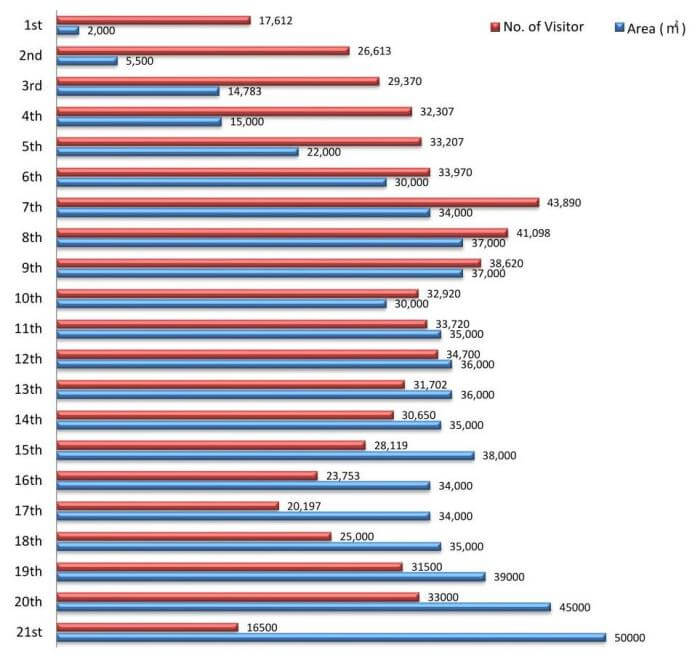 No. of Visitor Area (㎡)
1st 17,612
2,000
2nd 26,613
5,500
3rd 29,370
14,783
4th 32,307
15,000
5th 33,207
22,000
6th 33,970
30,000
7th 43,890
34,000
8th 41,098
37,000
9th 38,620
37,000
10th 32,920
30,000
11th 33,720
35,000
12th 34,700
36,000
13th 31,702
36,000
14th 30,650
35,000
15th 28,119
38,000
16th 23,753
34,000
17th 20,197
34,000
18th 25,000
35,000
19th 31500
39000
20th 33000
45000
21st 16500
50000